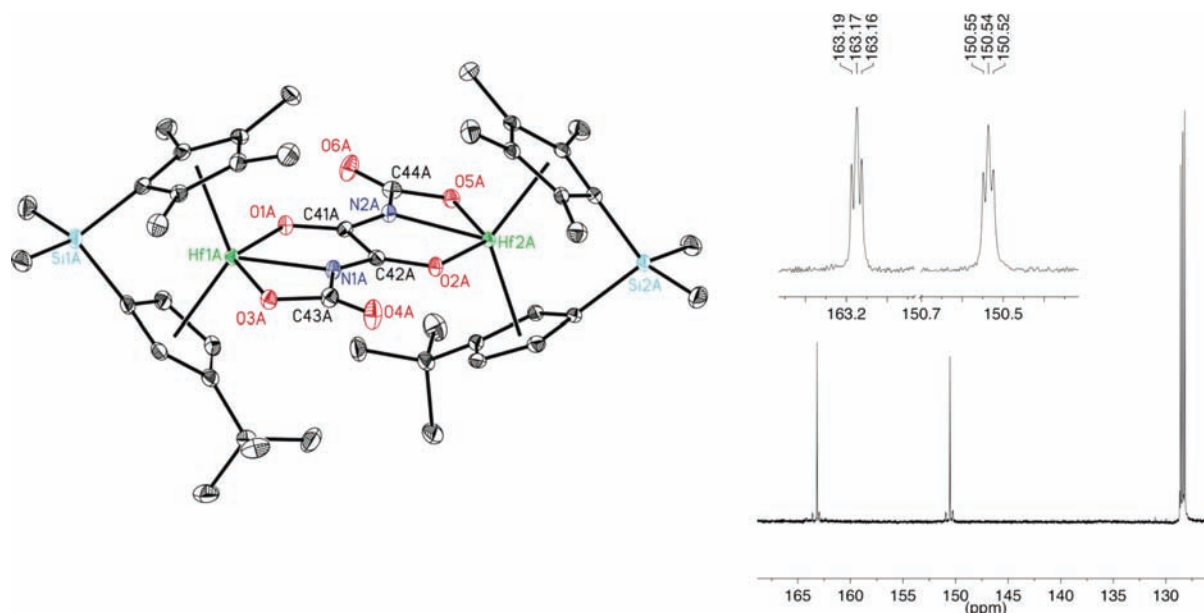 O6A
C44A
O5A
N2A
O1A
C41A
Hf1A
Hf2A
Si1A
N1A
C42A
O2A
Si2A
O3A
C43A
O4A
163.19
163.17
163.16
150.55
150.54
150.52
163.2 150.7 150.5
165 160 155 150 145 140 135 130
(ppm)